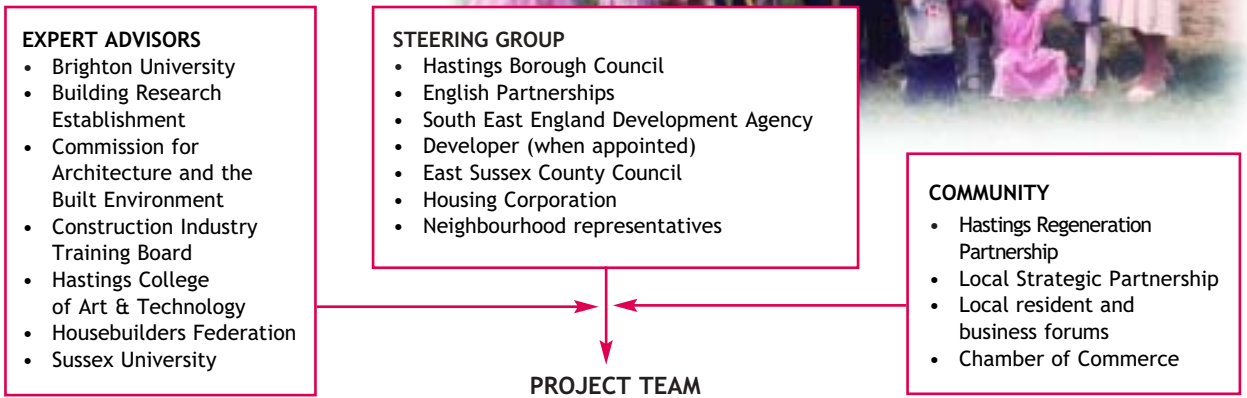 EXPERT ADVISORS
• Brighton University
• Building Research
Establishment
• Commission for
Architecture and the
Built Environment
• Construction Industry
Training Board
• Hastings College
of Art & Technology
• Housebuilders Federation
• Sussex University
STEERING GROUP
• Hastings Borough Council
• English Partnerships
• South East England Development Agency
• Developer (when appointed)
• East Sussex County Council
• Housing Corporation
• Neighbourhood representatives
COMMUNITY
• Hastings Regeneration
Partnership
• Local Strategic Partnership
• Local resident and
business forums
• Chamber of Commerce
PROJECT TEAM